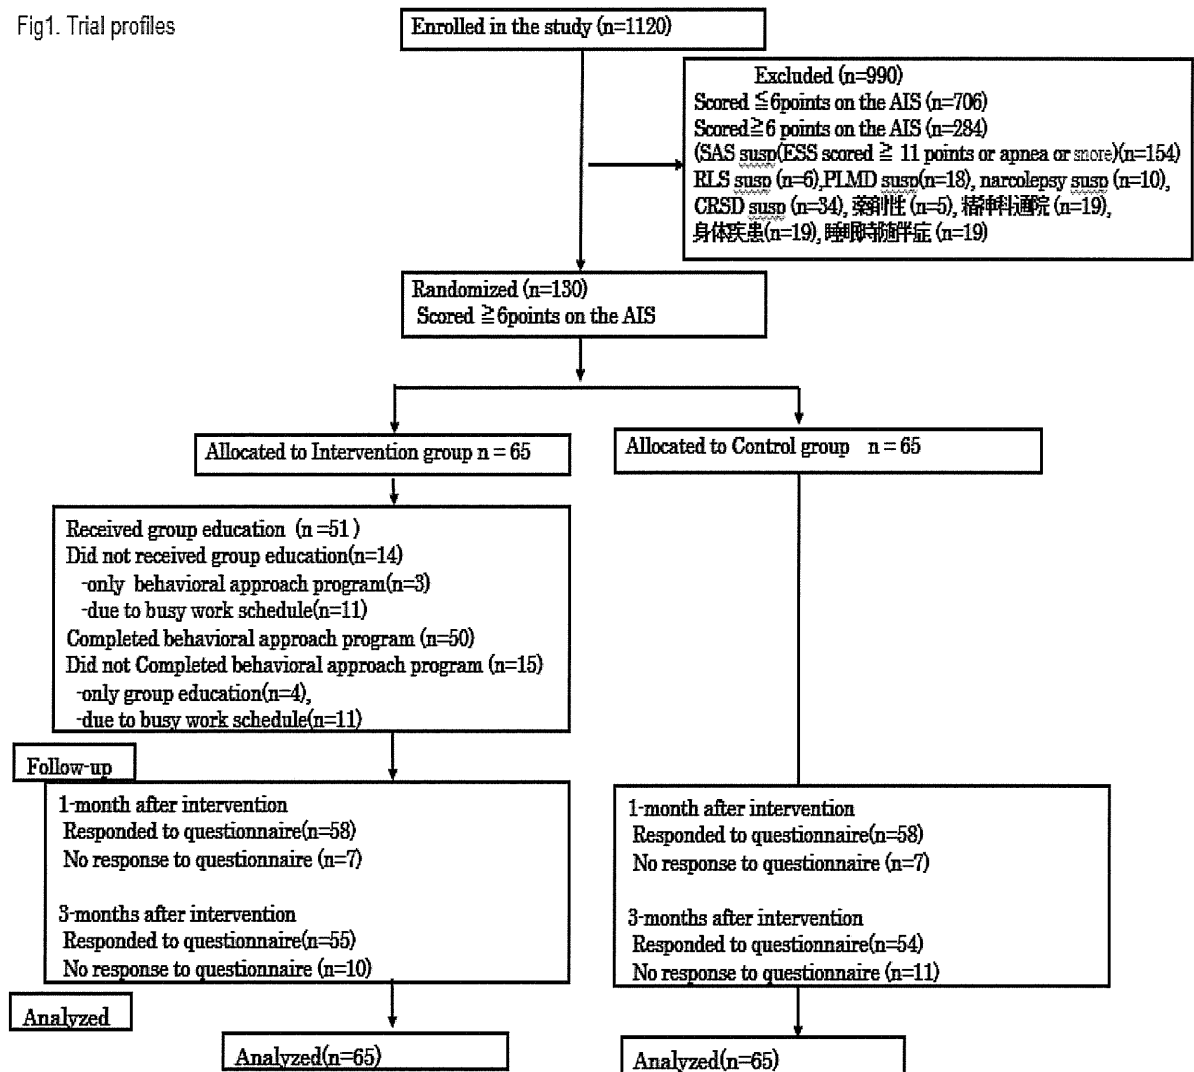 Fig1. Trial profiles
Enrolled in the study (n=1120)
Excluded (n=990)
Scored ≦6points on the AIS (n=706)
Scored≧6 points on the AIS (n=284)
(SAS susp(ESS scored ≧ 11 points or apnea or snore)(n=154)
RLS susp (n=6),PLMD susp(n=18), narcolepsy susp (n=10),
CRSD susp (n=34), 薬剤性 (n=5), 精神科通院 (n=19),
身体疾患(n=19), 睡眠時随伴症 (n=19)
Randomized (n=130)
Scored ≧6points on the AIS
Allocated to Intervention group n = 65
Allocated to Control group n = 65
Received group education (n =51 )
Did not received group education(n=14)
-only behavioral approach program(n=3)
-due to busy work schedule(n=11)
Completed behavioral approach program (n=50)
Did not Completed behavioral approach program (n=15)
-only group education(n=4),
-due to busy work schedule(n=11)
Follow-up
1-month after intervention
Responded to questionnaire(n=58)
No response to questionnaire (n=7)
3-months after intervention
Responded to questionnaire(n=55)
No response to questionnaire (n=10)
1-month after intervention
Responded to questionnaire(n=58)
No response to questionnaire (n=7)
3-months after intervention
Responded to questionnaire(n=54)
No response to questionnaire (n=11)
Analyzed
Analyzed(n=65)
Analyzed(n=65)